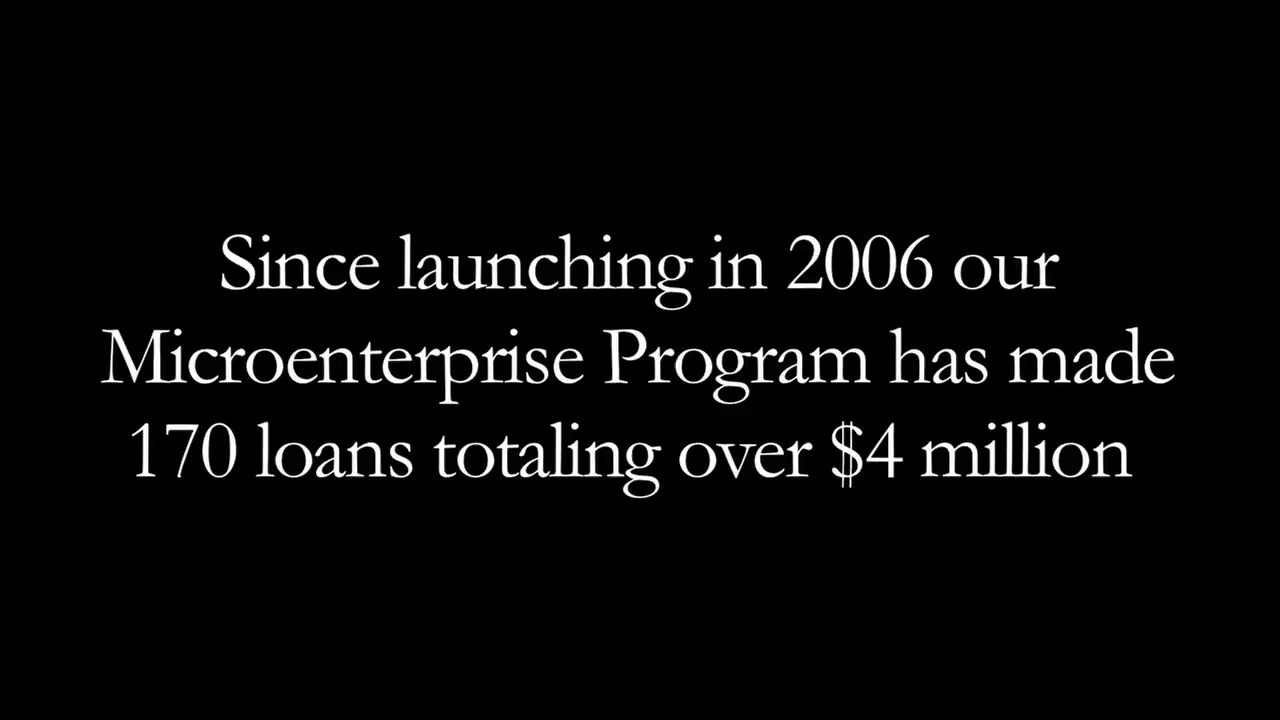 Since launching in 2006 our
Microenterprise Program has made
170 loans totaling over $4 million